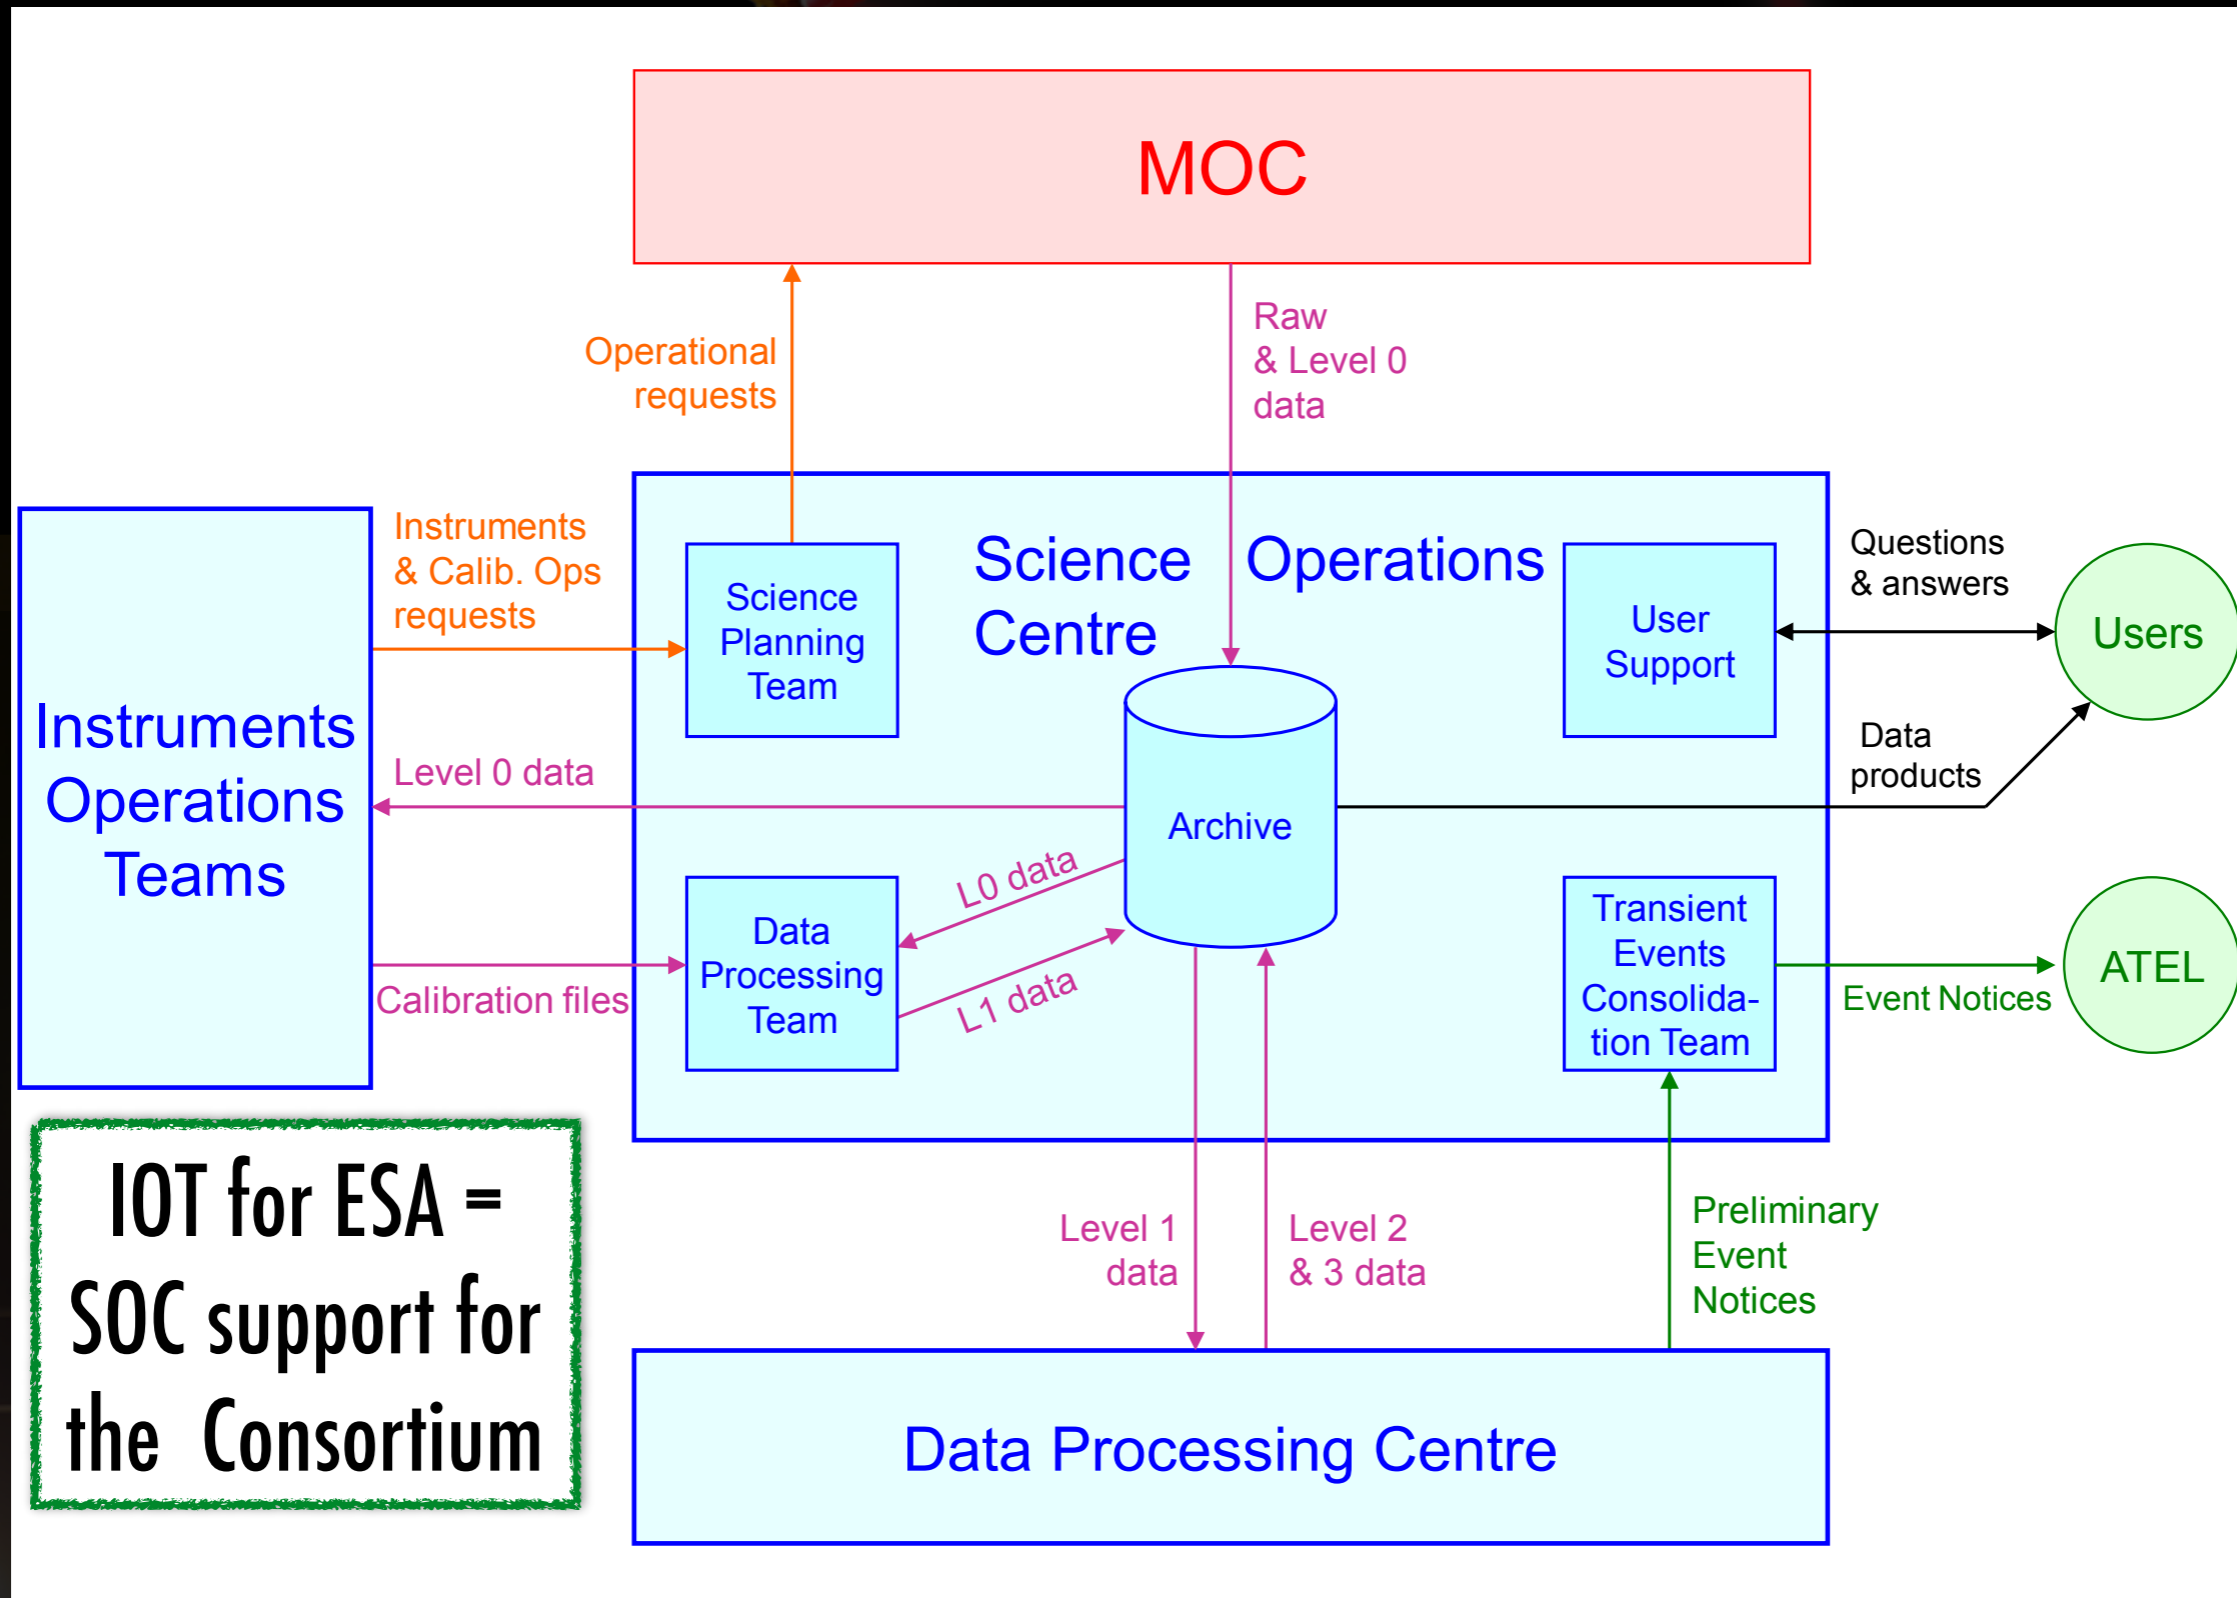 MOC
Operational
requests
Raw
& Level 0
data
Instruments
Operations
Teams
Instruments
& Calib. Ops
requests
Science Operations
Centre
Science
Planning
Team
User
Support
Questions
& answers
Users
Data
products
Level 0 data
Archive
L0 data
L1 data
Data
Processing
Team
Calibration files
Transient
Events
Consolida-
tion Team
Event Notices
ATEL
IOT for ESA =
SOC support for
the Consortium
Level 1
data
Level 2
& 3 data
Preliminary
Event
Notices
Data Processing Centre